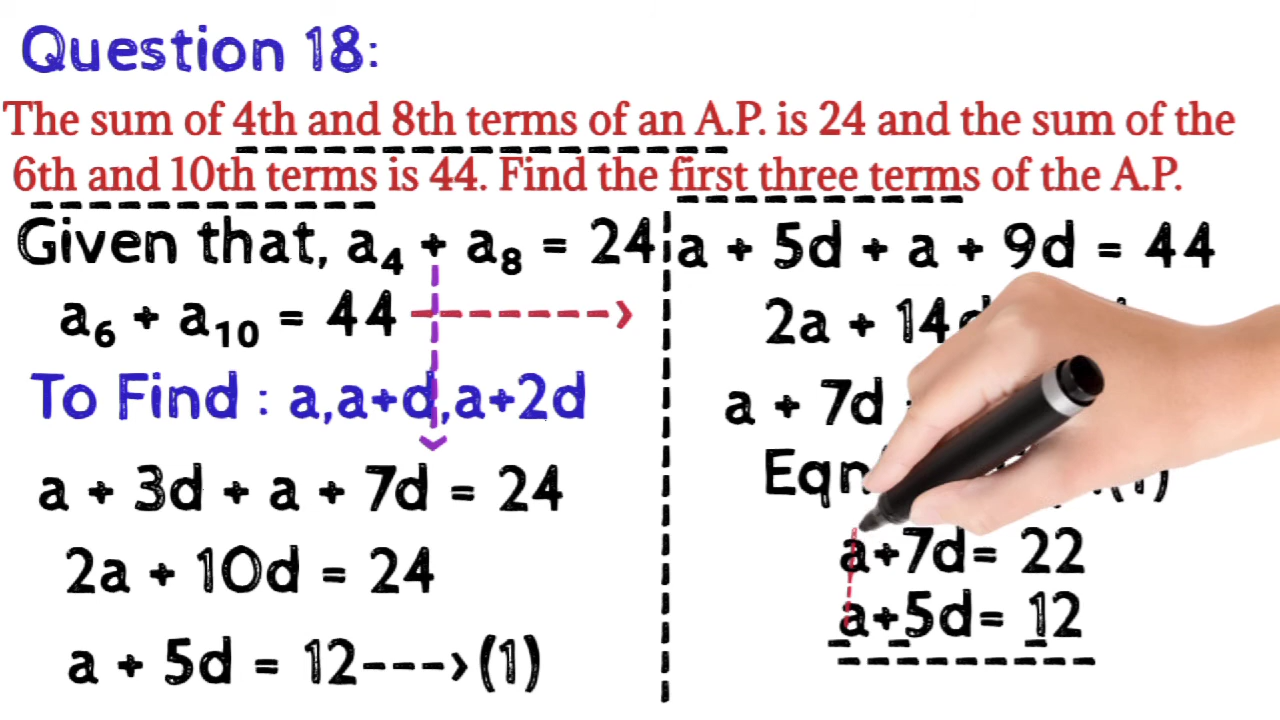 Question 18:
The sum of 4th and 8th terms of an A.P. is 24 and the sum of the
6th and 10th terms is 44. Find the first three terms of the A.P.
Given that, a₄ + a₈ = 24
a₆ + a₁₀ = 44
To Find : a,a+d,a+2d
a + 3d + a + 7d = 24
2a + 10d = 24
a + 5d = 12--->(1)
a + 5d + a + 9d = 44
2a + 14d
a + 7d
Eqn
(1)
a+7d= 22
a+5d= 12